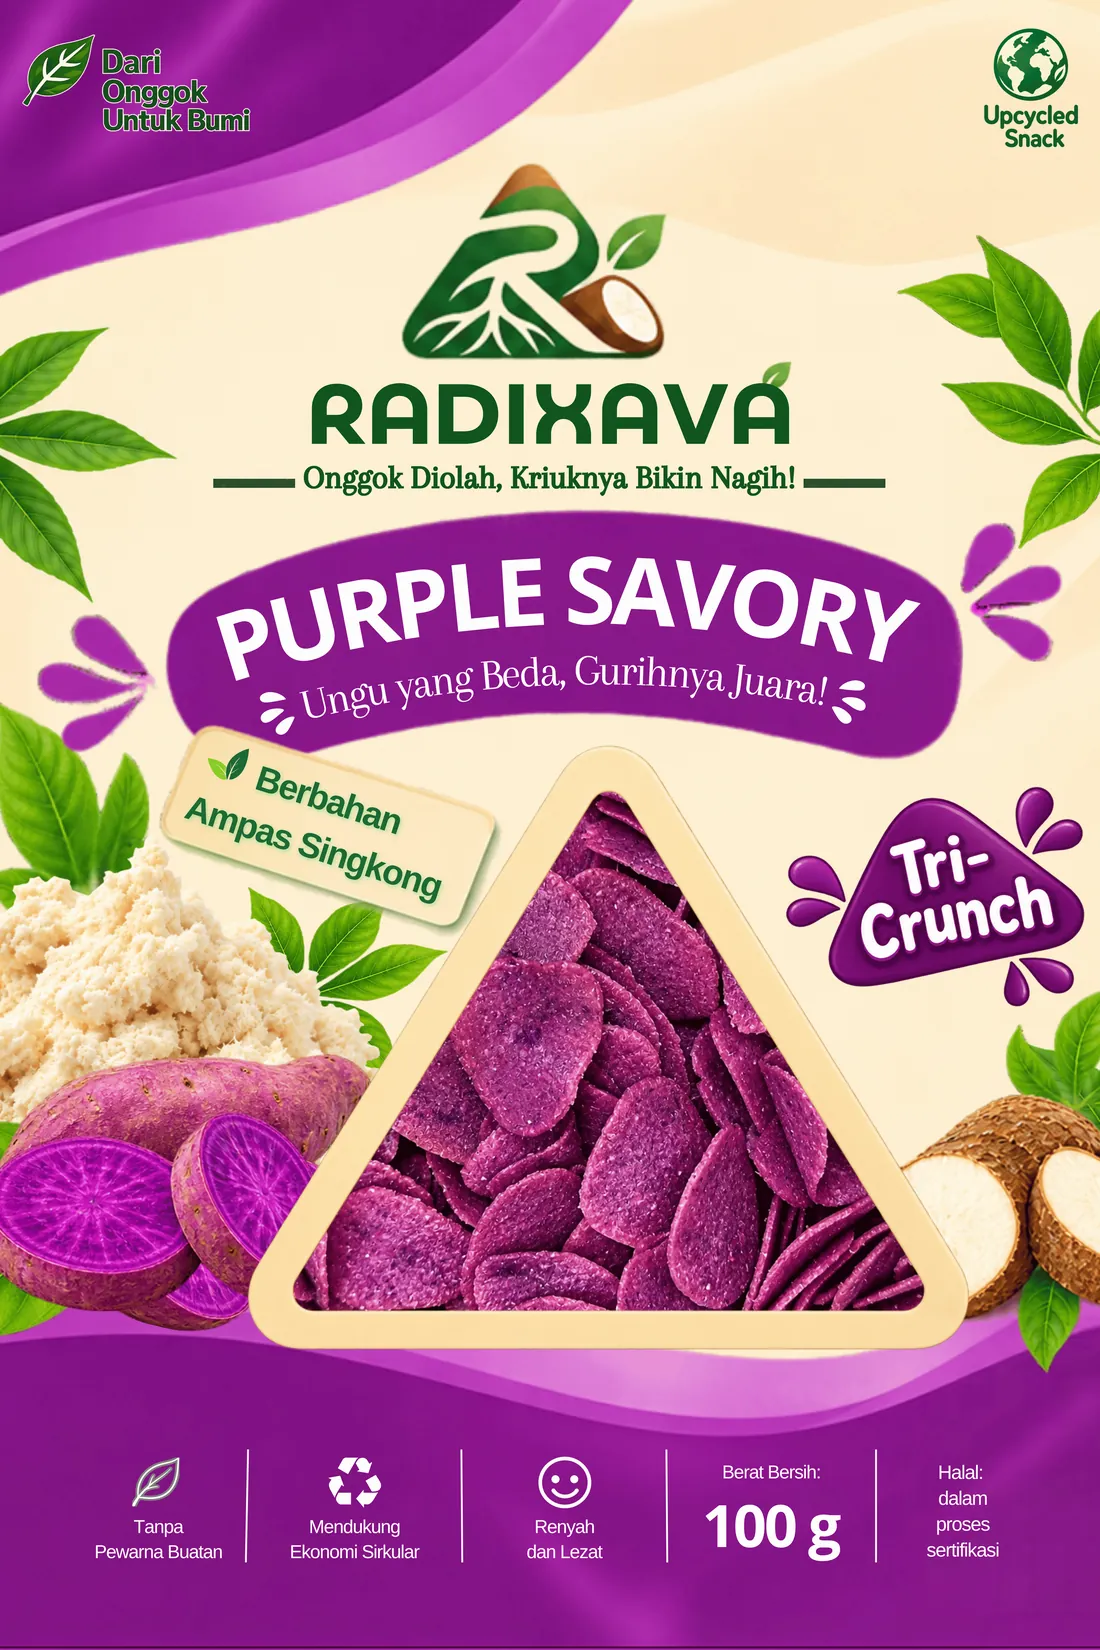 Dari
Onggok
Untuk Bumi
Upcycled
Snack
RADIXAVA
Onggok Diolah, Kriuknya Bikin Nagih!
PURPLE SAVORY
Ungu yang Beda, Gurihnya Juara!
Berbahan
Ampas Singkong
Tri-
Crunch
Tanpa
Pewarna Buatan
Mendukung
Ekonomi Sirkular
Renyah
dan Lezat
Berat Bersih:
100 g
Halal:
dalam
proses
sertifikasi